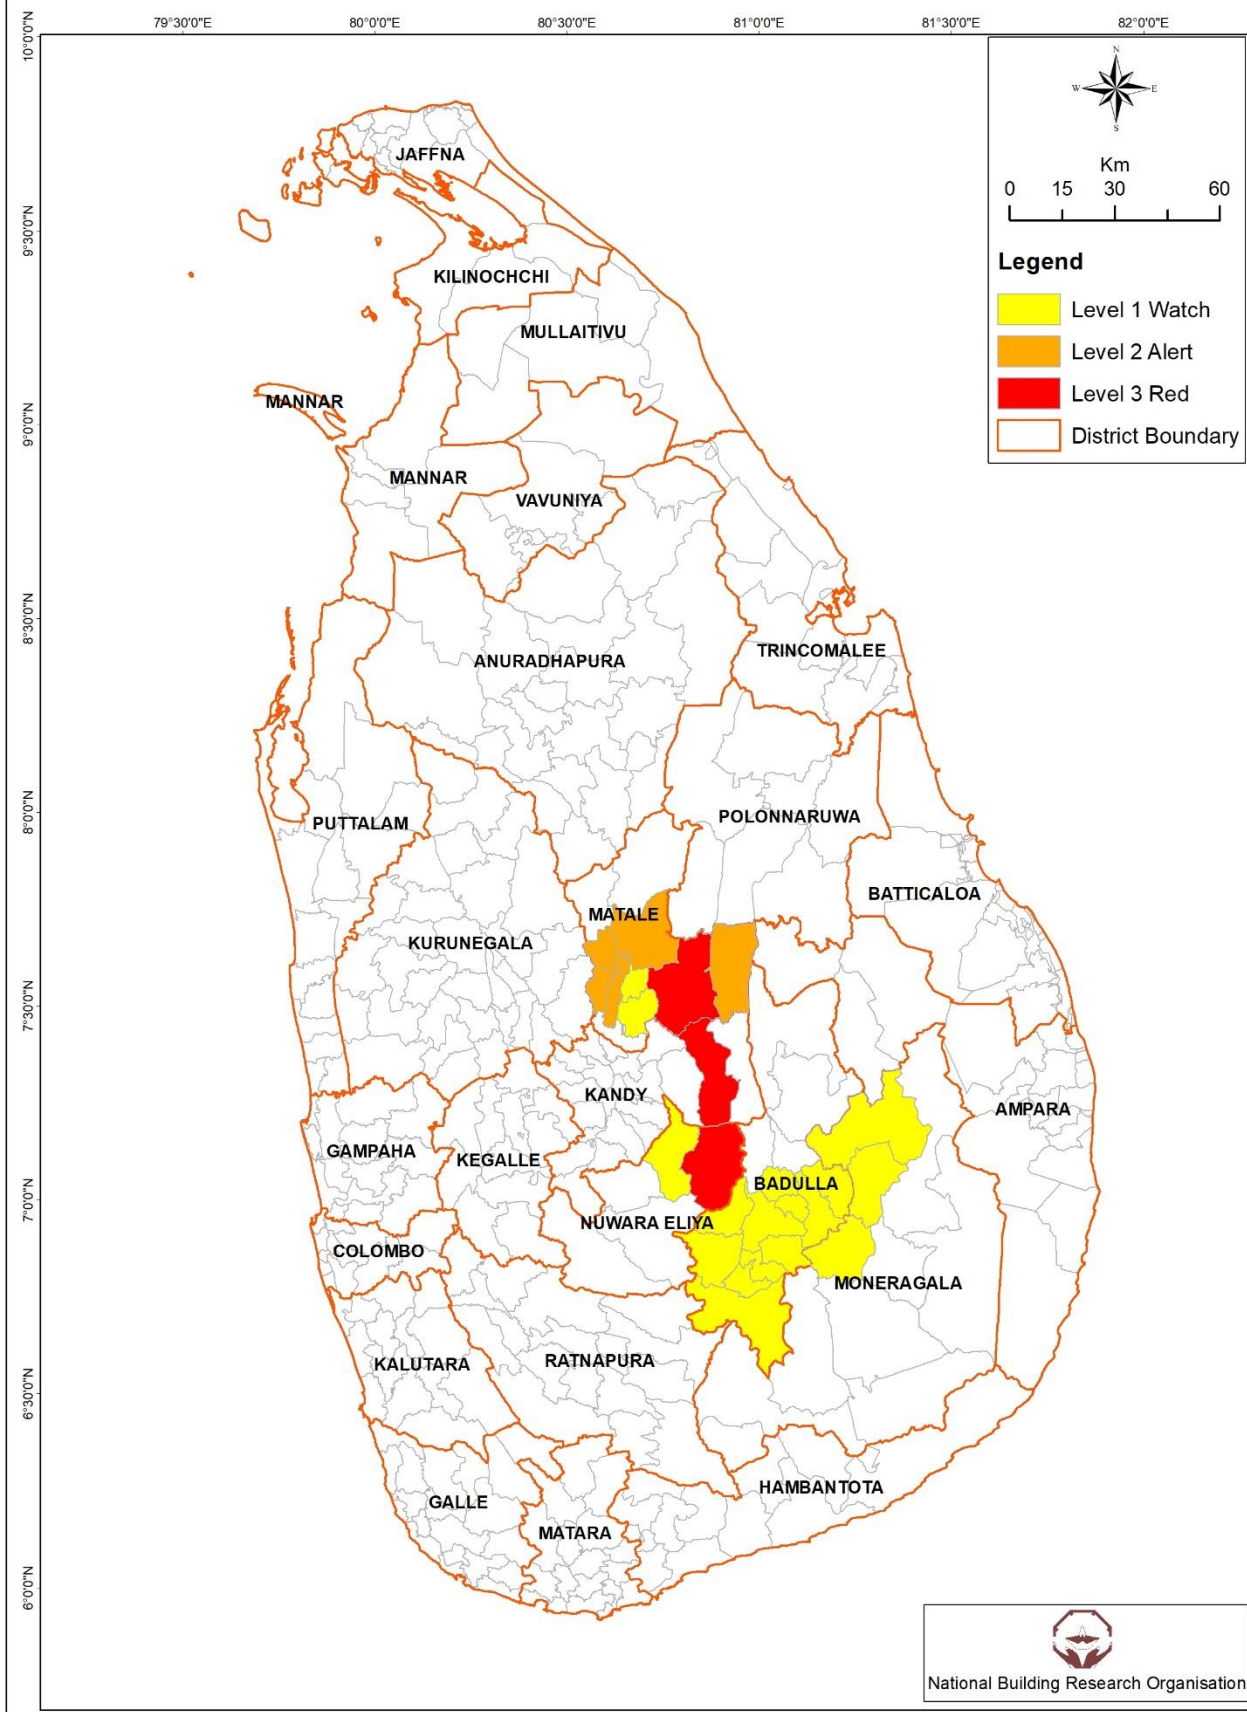 79°30'0"E
80°0'0"E
80°30'0"E
81°0'0"E
81°30'0"E
82°0'0"E
10°0'0"N
9°30'0"N
9°0'0"N
8°30'0"N
8°0'0"N
7°30'0"N
7°0'0"N
6°30'0"N
6°0'0"N
N
W
E
S
Km
0 15 30 60
Legend
Level 1 Watch
Level 2 Alert
Level 3 Red
District Boundary
JAFFNA
KILINOCHCHI
MULLAITIVU
MANNAR
MANNAR
VAVUNIYA
TRINCOMALEE
ANURADHAPURA
POLONNARUWA
PUTTALAM
BATTICALOA
MATALE
KURUNEGALA
KANDY
AMPARA
GAMPAHA
KEGALLE
BADULLA
NUWARA ELIYA
COLOMBO
MONERAGALA
RATNAPURA
KALUTARA
HAMBANTOTA
GALLE
MATARA
National Building Research Organisation